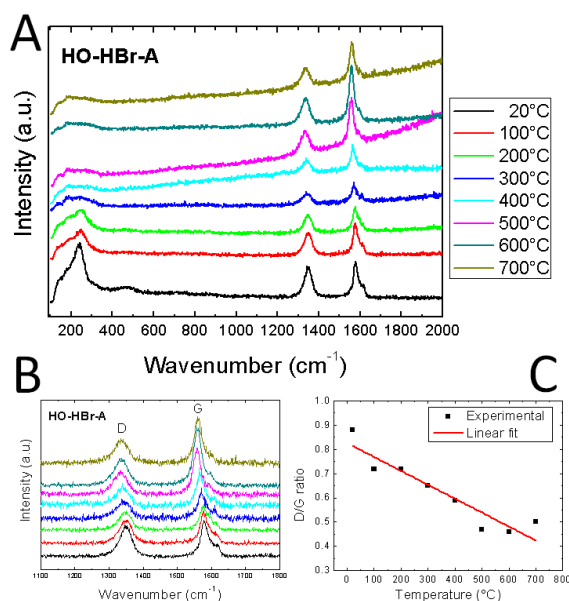 A
HO-HBr-A
Intensity (a.u.)
20°C
100°C
200°C
300°C
400°C
500°C
600°C
700°C
200 400 600 800 1000 1200 1400 1600 1800 2000
Wavenumber (cm-1)
B
HO-HBr-A
D
G
Intensity (a.u)
1100 1200 1300 1400 1500 1600 1700 1800
Wavenumber (cm-1)
C
Experimental
Linear fit
D/G ratio
1.0
0.9
0.8
0.7
0.6
0.5
0.4
0.3
0 100 200 300 400 500 600 700 800
Temperature (°C)